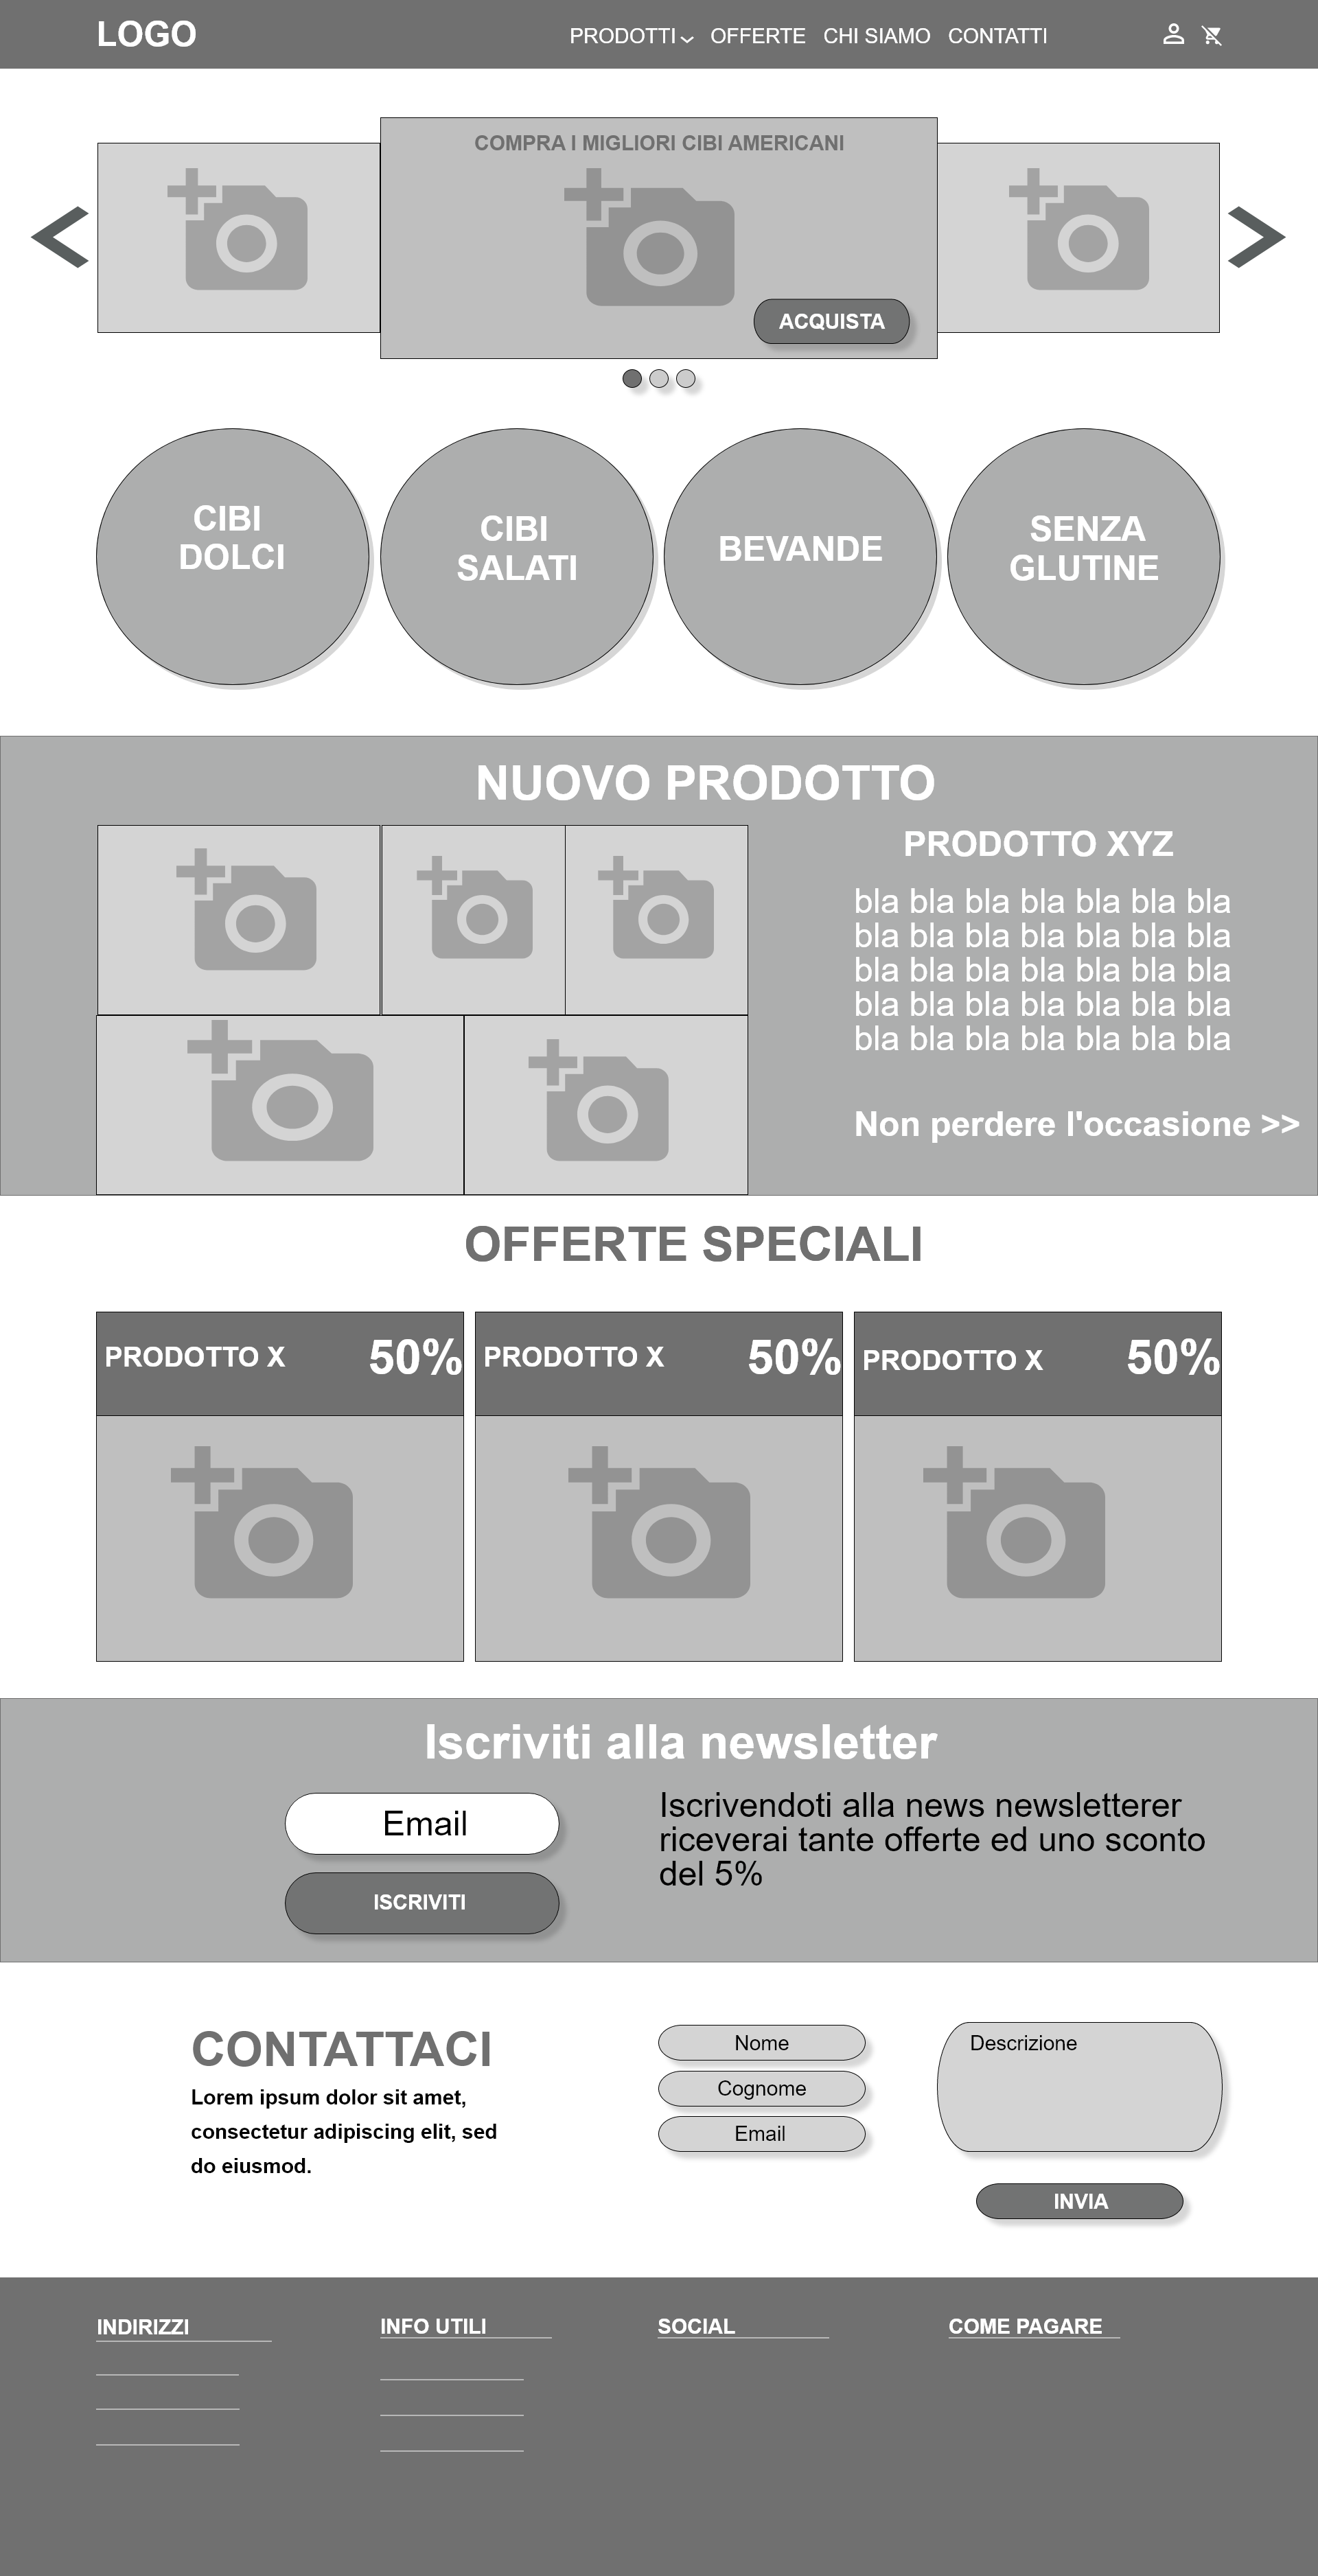 LOGO
PRODOTTI OFFERTE CHI SIAMO CONTATTI
COMPRA I MIGLIORI CIBI AMERICANI
ACQUISTA
CIBI
DOLCI
CIBI
SALATI
BEVANDE
SENZA
GLUTINE
NUOVO PRODOTTO
PRODOTTO XYZ
bla bla bla bla bla bla bla
bla bla bla bla bla bla bla
bla bla bla bla bla bla bla
bla bla bla bla bla bla bla
bla bla bla bla bla bla bla
Non perdere l'occasione >>
OFFERTE SPECIALI
PRODOTTO X 50%
PRODOTTO X 50%
PRODOTTO X 50%
Iscriviti alla newsletter
Email
ISCRIVITI
Iscrivendoti alla news newsletterer
riceverai tante offerte ed uno sconto
del 5%
CONTATTACI
Lorem ipsum dolor sit amet,
consectetur adipiscing elit, sed
do eiusmod.
Nome
Cognome
Email
Descrizione
INVIA
INDIRIZZI
INFO UTILI
SOCIAL
COME PAGARE